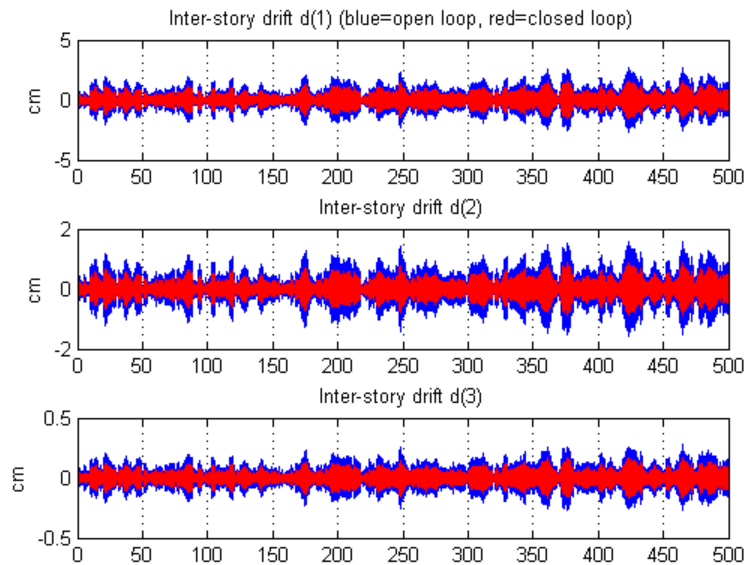 Inter-story drift d(1) (blue=open loop, red=closed loop)
5
0
-5
cm
0 50 100 150 200 250 300 350 400 450 500
Inter-story drift d(2)
2
0
-2
cm
0 50 100 150 200 250 300 350 400 450 500
Inter-story drift d(3)
0.5
0
-0.5
cm
0 50 100 150 200 250 300 350 400 450 500